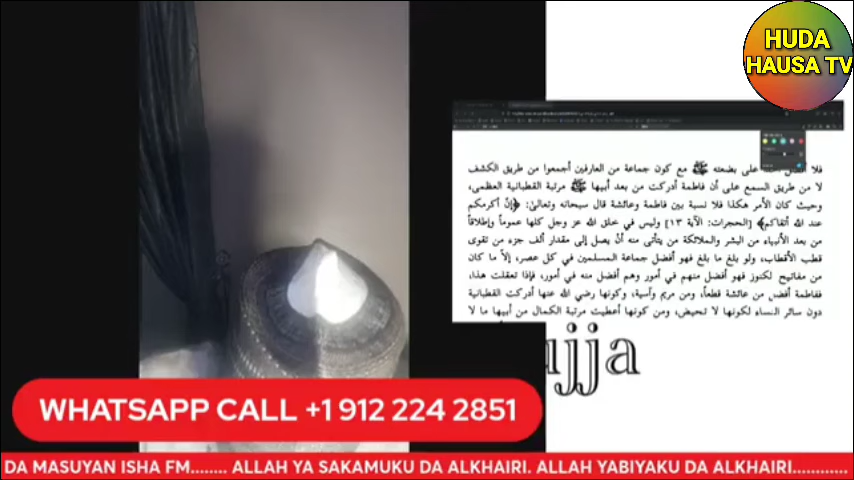 HUDA
HAUSA TV
فلا على بضعته ﷺ مع كون جماعة من العارفين أجمعوا من طريق الكشف
لا من طريق السمع على أن فاطمة أدركت من بعد أبيها ﷺ مرتبة القطبانية العظمى،
وحيث كان الأمر هكذا فلا نسبة بين فاطمة وعائشة قال سبحانه وتعالى: ﴿إنّ أكرمكم
عند الله أتقاكم﴾ [الحجرات: الآية ١٣] وليس في خلق الله عز وجل كلها عموماً وإطلاقاً
من بعد الأنبياء من البشر والملائكة من يتأتى منه أن يصل إلى مقدار ألف جزء من تقوى
قطب الأقطاب، ولو بلغ ما بلغ فهو أفضل جماعة المسلمين في كل عصر، إلاّ ما كان
من مفاتيح لكنوز فهو أفضل منهم في أمور وهم أفضل منه في أمور، فإذا تعقلت هذا،
ففاطمة أفضل من عائشة قطعاً، ومن مريم وآسية، وكونها رضي الله عنها أدركت القطبانية
دون سائر النساء لكونها لا تحيض، ومن كونها أعطيت مرتبة الكمال من أبيها ما لا
ujja
WHATSAPP CALL +1 912 224 2851
DA MASUYAN ISHA FM........ ALLAH YA SAKAMUKU DA ALKHAIRI. ALLAH YABIYAKU DA ALKHAIRI............